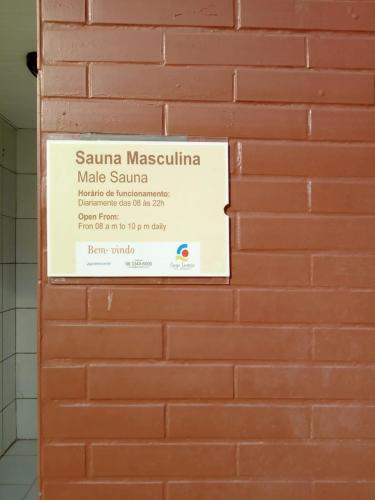 Sauna Masculina
Male Sauna
Horário de funcionamento:
Diariamente das 08 às 22h
Open From:
Fron 08 a m to 10 p m daily
Bem- vindo